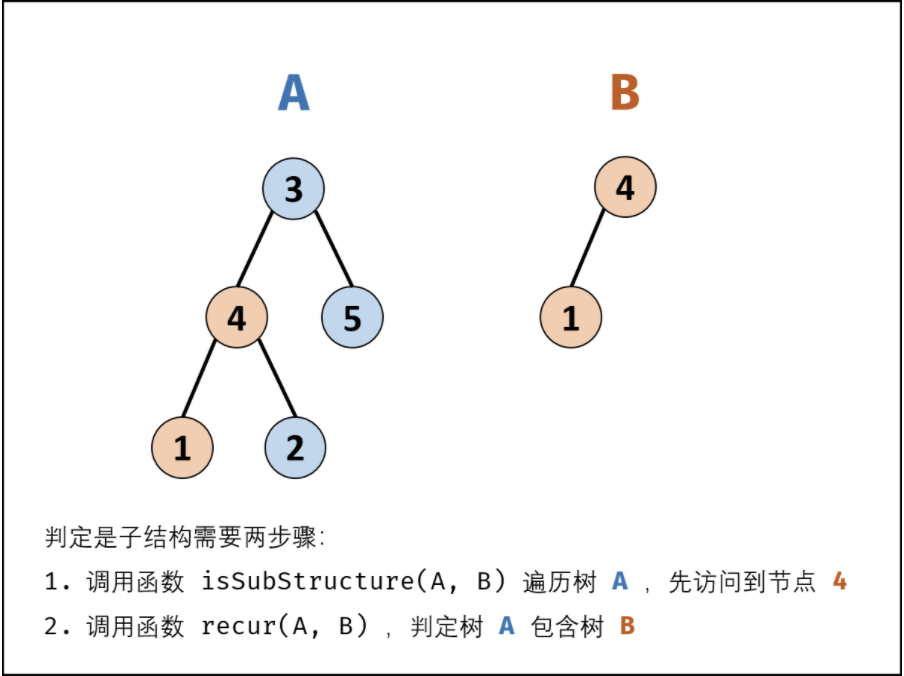 A B
3 4
4 5 1
1 2
判定是子结构需要两步骤:
1. 调用函数 isSubStructure(A, B) 遍历树 A , 先访问到节点 4
2. 调用函数 recur(A, B) , 判定树 A 包含树 B